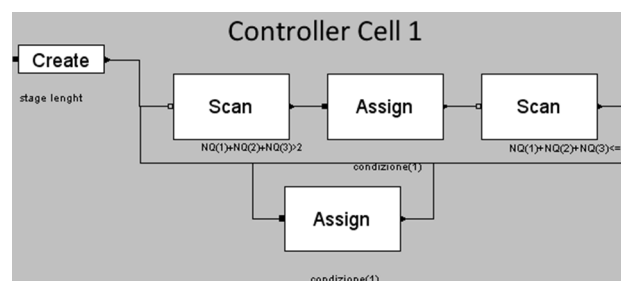 Controller Cell 1
Create
stage lenght
Scan
Assign
Scan
NQ(1)+NQ(2)+NQ(3)>2
NQ(1)+NQ(2)+NQ(3)<=
condizione(1)
Assign
condizione(1)